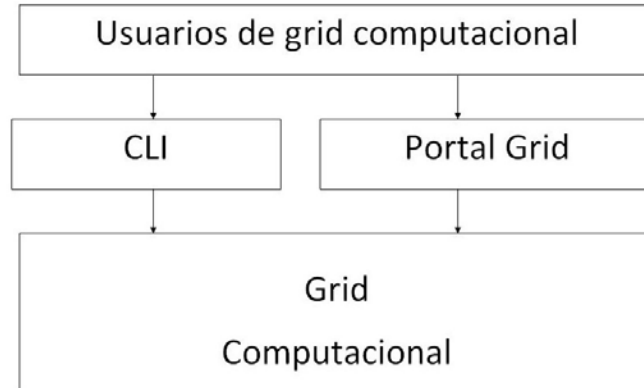 Usuarios de grid computacional
CLI
Portal Grid
Grid
Computacional